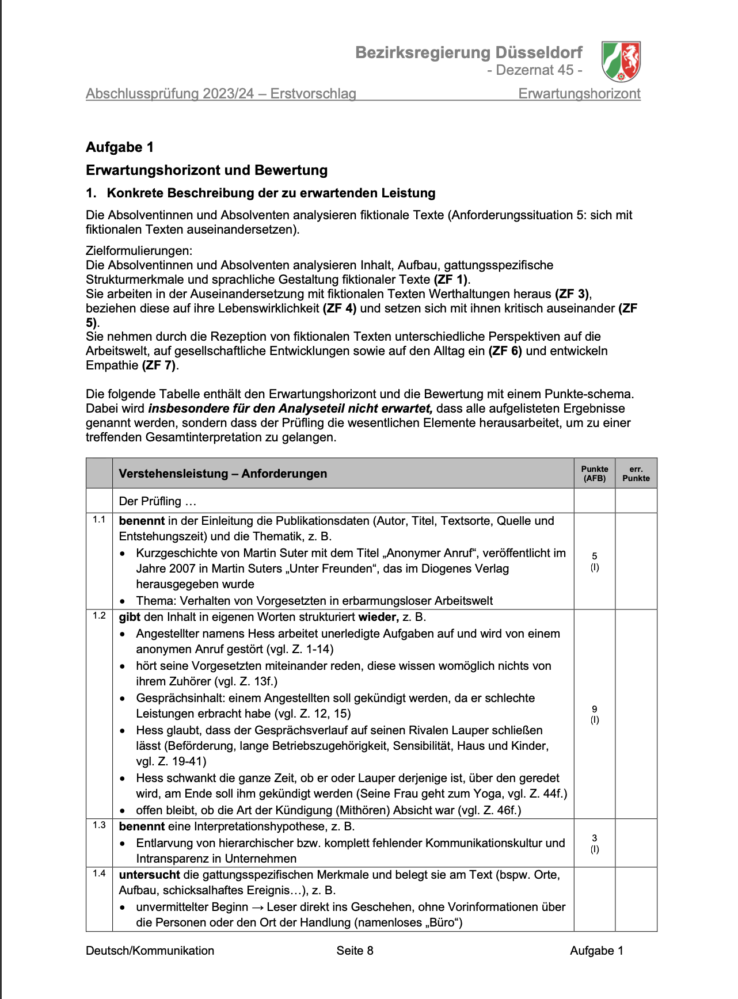 Bezirksregierung Düsseldorf
- Dezernat 45 -
Abschlussprüfung 2023/24 – Erstvorschlag Erwartungshorizont
Aufgabe 1
Erwartungshorizont und Bewertung
1. Konkrete Beschreibung der zu erwartenden Leistung
Die Absolventinnen und Absolventen analysieren fiktionale Texte (Anforderungssituation 5: sich mit
fiktionalen Texten auseinandersetzen).
Zielformulierungen:
Die Absolventinnen und Absolventen analysieren Inhalt, Aufbau, gattungsspezifische
Strukturmerkmale und sprachliche Gestaltung fiktionaler Texte (ZF 1).
Sie arbeiten in der Auseinandersetzung mit fiktionalen Texten Werthaltungen heraus (ZF 3),
beziehen diese auf ihre Lebenswirklichkeit (ZF 4) und setzen sich mit ihnen kritisch auseinander (ZF
5).
Sie nehmen durch die Rezeption von fiktionalen Texten unterschiedliche Perspektiven auf die
Arbeitswelt, auf gesellschaftliche Entwicklungen sowie auf den Alltag ein (ZF 6) und entwickeln
Empathie (ZF 7).
Die folgende Tabelle enthält den Erwartungshorizont und die Bewertung mit einem Punkte-schema.
Dabei wird insbesondere für den Analyseteil nicht erwartet, dass alle aufgelisteten Ergebnisse
genannt werden, sondern dass der Prüfling die wesentlichen Elemente herausarbeitet, um zu einer
treffenden Gesamtinterpretation zu gelangen.
Verstehensleistung – Anforderungen
Punkte
(AFB)
err.
Punkte
Der Prüfling …
1.1
benennt in der Einleitung die Publikationsdaten (Autor, Titel, Textsorte, Quelle und
Entstehungszeit) und die Thematik, z. B.
• Kurzgeschichte von Martin Suter mit dem Titel „Anonymer Anruf“, veröffentlicht im
Jahre 2007 in Martin Suters „Unter Freunden“, das im Diogenes Verlag
herausgegeben wurde
• Thema: Verhalten von Vorgesetzten in erbarmungsloser Arbeitswelt
5
(I)
1.2
gibt den Inhalt in eigenen Worten strukturiert wieder, z. B.
• Angestellter namens Hess arbeitet unerledigte Aufgaben auf und wird von einem
anonymen Anruf gestört (vgl. Z. 1-14)
• hört seine Vorgesetzten miteinander reden, diese wissen womöglich nichts von
ihrem Zuhörer (vgl. Z. 13f.)
• Gesprächsinhalt: einem Angestellten soll gekündigt werden, da er schlechte
Leistungen erbracht habe (vgl. Z. 12, 15)
• Hess glaubt, dass der Gesprächsverlauf auf seinen Rivalen Lauper schließen
lässt (Beförderung, lange Betriebszugehörigkeit, Sensibilität, Haus und Kinder,
vgl. Z. 19-41)
• Hess schwankt die ganze Zeit, ob er oder Lauper derjenige ist, über den geredet
wird, am Ende soll ihm gekündigt werden (Seine Frau geht zum Yoga, vgl. Z. 44f.)
• offen bleibt, ob die Art der Kündigung (Mithören) Absicht war (vgl. Z. 46f.)
9
(I)
1.3
benennt eine Interpretationshypothese, z. B.
• Entlarvung von hierarchischer bzw. komplett fehlender Kommunikationskultur und
Intransparenz in Unternehmen
3
(I)
1.4
untersucht die gattungsspezifischen Merkmale und belegt sie am Text (bspw. Orte,
Aufbau, schicksalhaftes Ereignis…), z. B.
• unvermittelter Beginn → Leser direkt ins Geschehen, ohne Vorinformationen über
die Personen oder den Ort der Handlung (namenloses „Büro“)
Deutsch/Kommunikation Seite 8 Aufgabe 1